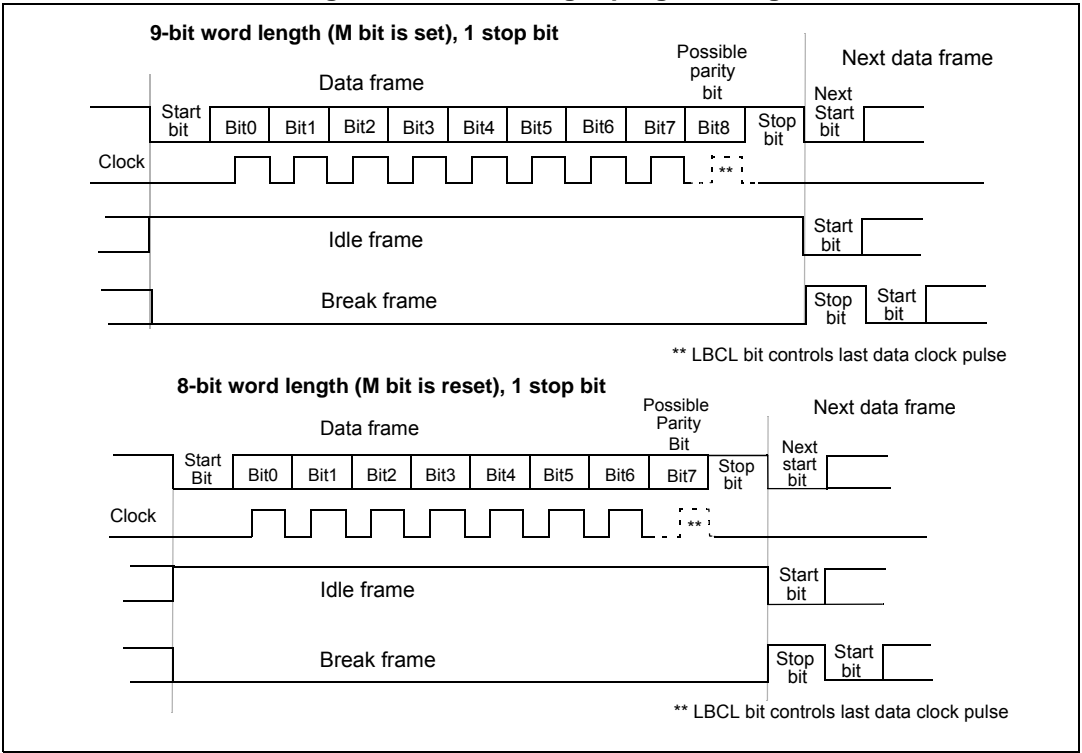 9-bit word length (M bit is set), 1 stop bit
Possible
parity
bit
Next data frame
Data frame
Next
Start
bit
Start
bit
Bit0 Bit1 Bit2 Bit3 Bit4 Bit5 Bit6 Bit7 Bit8
Stop
bit
Clock
**
Idle frame
Start
bit
Break frame
Stop
bit
Start
bit
** LBCL bit controls last data clock pulse
8-bit word length (M bit is reset), 1 stop bit
Possible
Parity
Bit
Next data frame
Data frame
Next
start
bit
Start
Bit
Bit0 Bit1 Bit2 Bit3 Bit4 Bit5 Bit6 Bit7
Stop
bit
Clock
**
Idle frame
Start
bit
Break frame
Stop
bit
Start
bit
** LBCL bit controls last data clock pulse